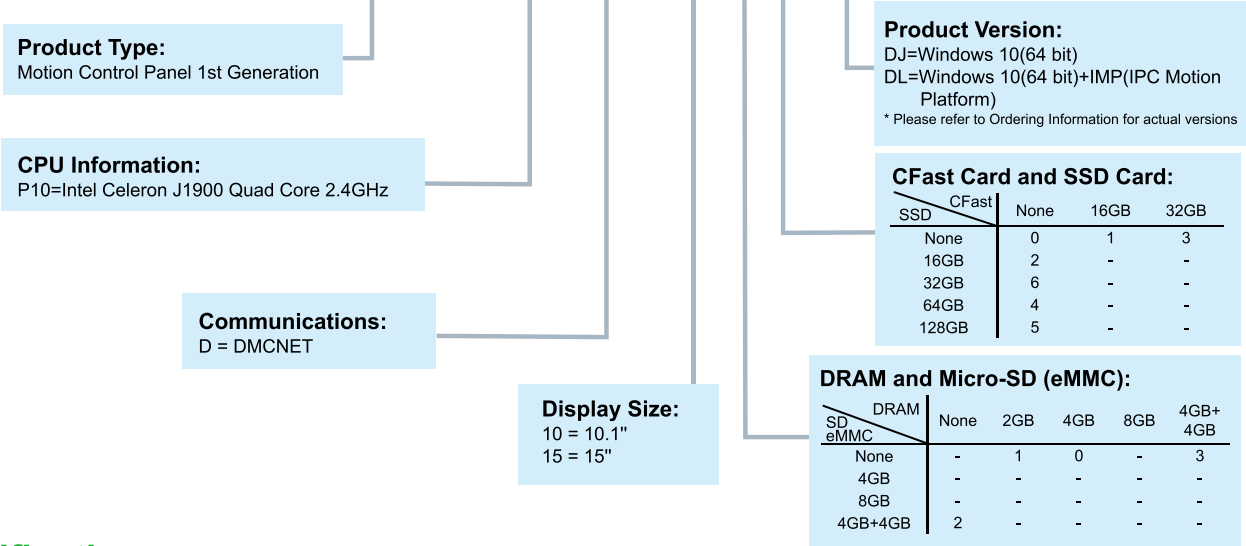 Product Type:
Motion Control Panel 1st Generation
Product Version:
DJ=Windows 10(64 bit)
DL=Windows 10(64 bit)+IMP(IPC Motion
Platform)
* Please refer to Ordering Information for actual versions
CPU Information:
P10=Intel Celeron J1900 Quad Core 2.4GHz
CFast Card and SSD Card:
SSD CFast None 16GB 32GB
None 0 1 3
16GB 2 - -
32GB 6 - -
64GB 4 - -
128GB 5 - -
Communications:
D = DMCNET
Display Size:
10 = 10.1"
15 = 15"
DRAM and Micro-SD (eMMC):
SD eMMC DRAM None 2GB 4GB 8GB 4GB+ 4GB
None - 1 0 - 3
4GB - - - - -
8GB - - - - -
4GB+4GB 2 - - - -